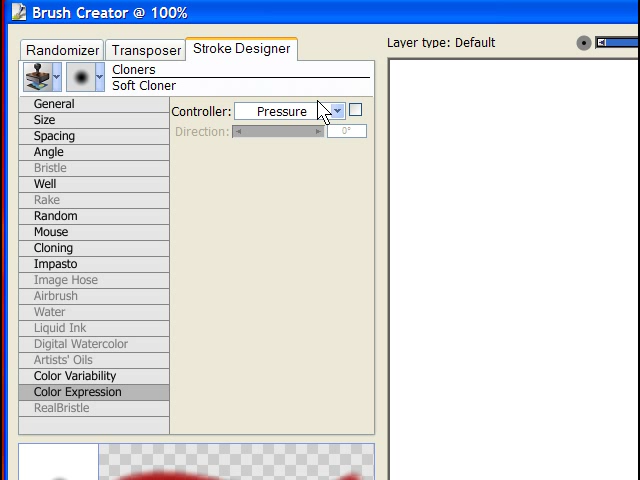 Brush Creator @ 100%
Randomizer Transposer Stroke Designer
Layer type: Default
Cloners
Soft Cloner
General
Size
Spacing
Angle
Bristle
Well
Rake
Random
Mouse
Cloning
Impasto
Image Hose
Airbrush
Water
Liquid Ink
Digital Watercolor
Artists' Oils
Color Variability
Color Expression
RealBristle
Controller: Pressure
Direction: 0°